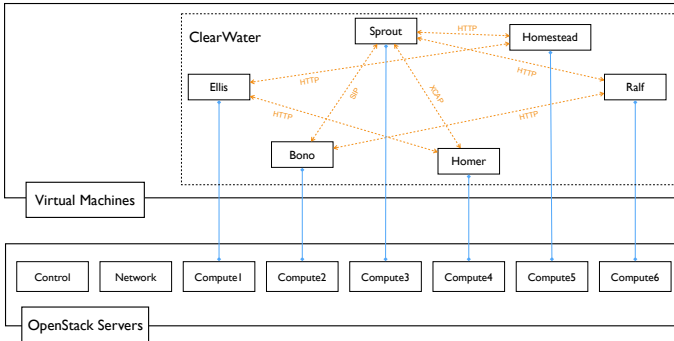 ClearWater
Sprout
HTTP
Homestead
HTTP
Ellis
HTTP
SIP
XCAP
Ralf
HTTP
HTTP
Bono
Homer
Virtual Machines
Control
Network
Compute1
Compute2
Compute3
Compute4
Compute5
Compute6
OpenStack Servers